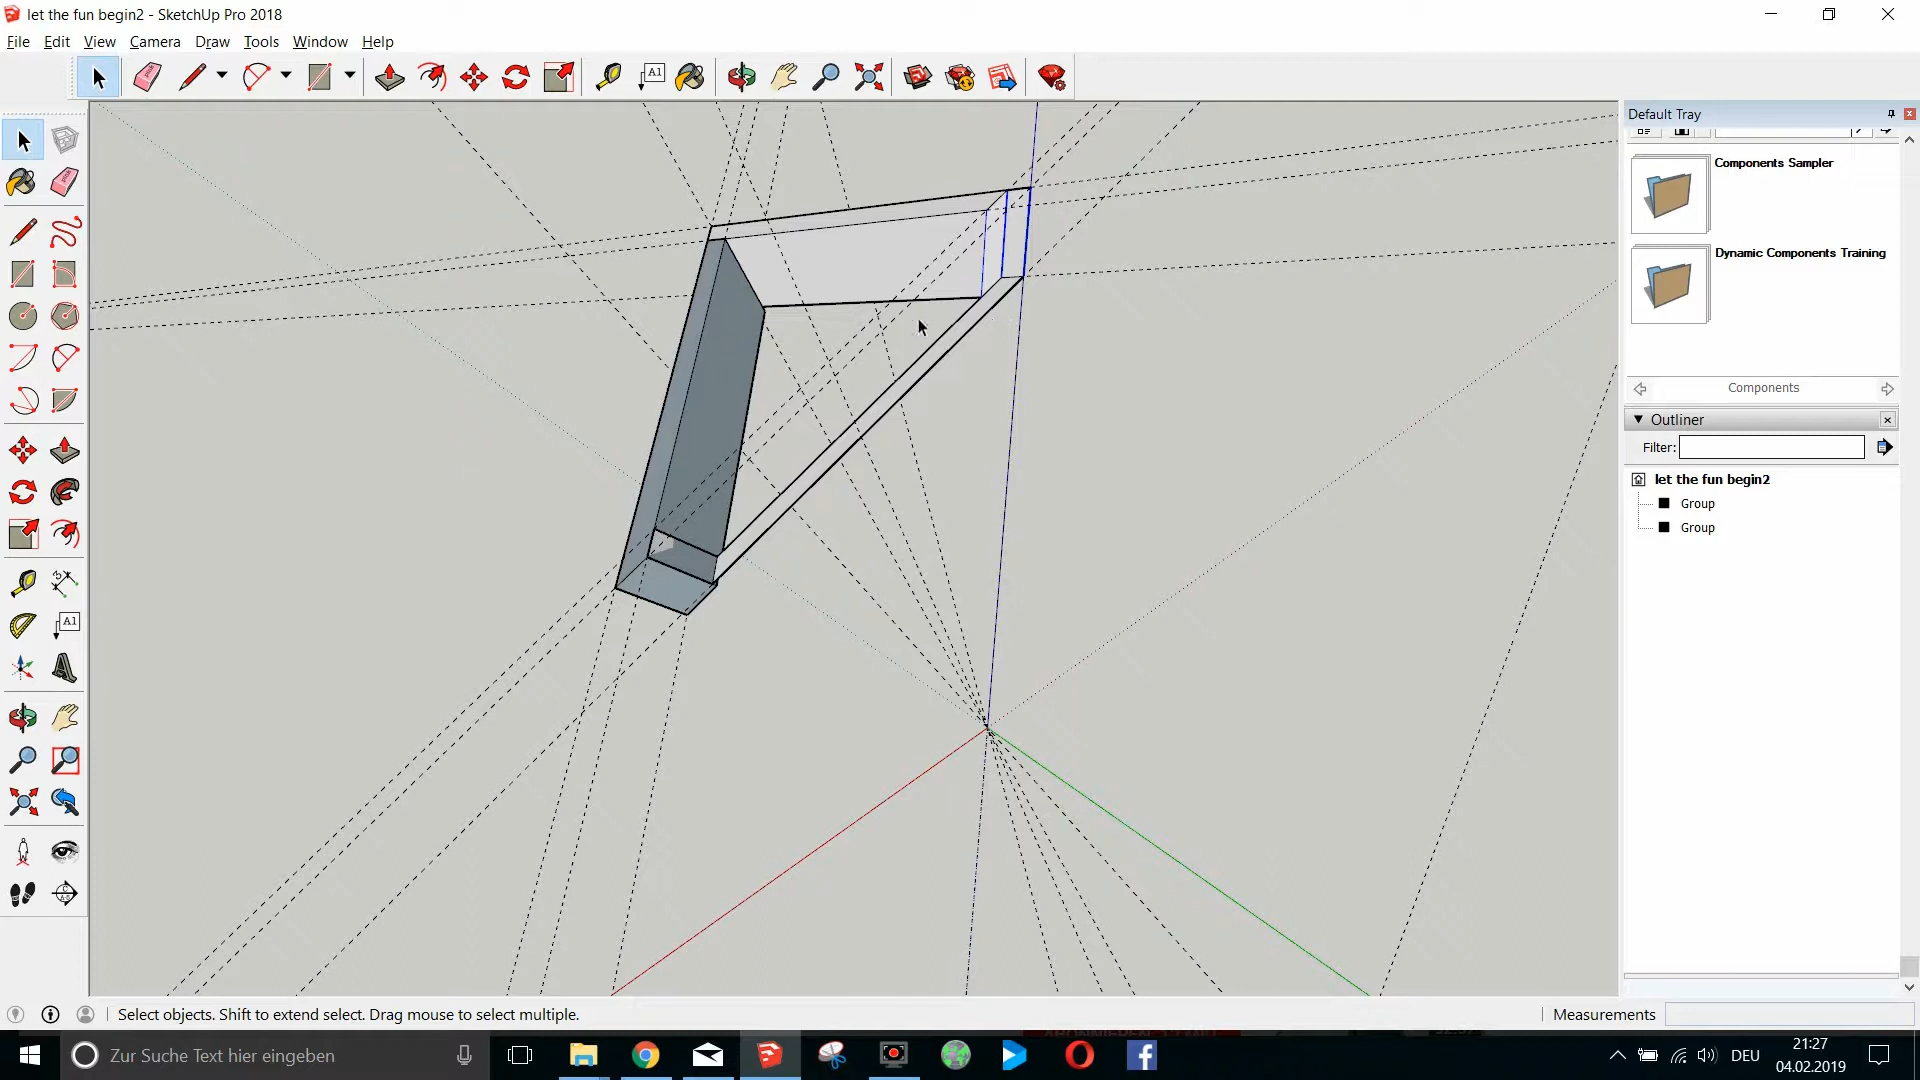 let the fun begin2 - SketchUp Pro 2018
File Edit View Camera Draw Tools Window Help
A1
Default Tray
Components Sampler
Dynamic Components Training
Components
Outliner
Filter:
let the fun begin2
Group
Group
A1
Select objects. Shift to extend select. Drag mouse to select multiple.
Measurements
Zur Suche Text hier eingeben
DEU
21:27
04.02.2019